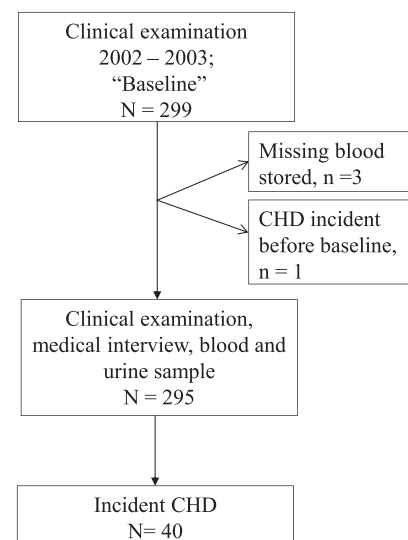 Clinical examination
2002 – 2003;
“Baseline”
N = 299
Missing blood
stored, n =3
CHD incident
before baseline,
n = 1
Clinical examination,
medical interview, blood and
urine sample
N = 295
Incident CHD
N= 40